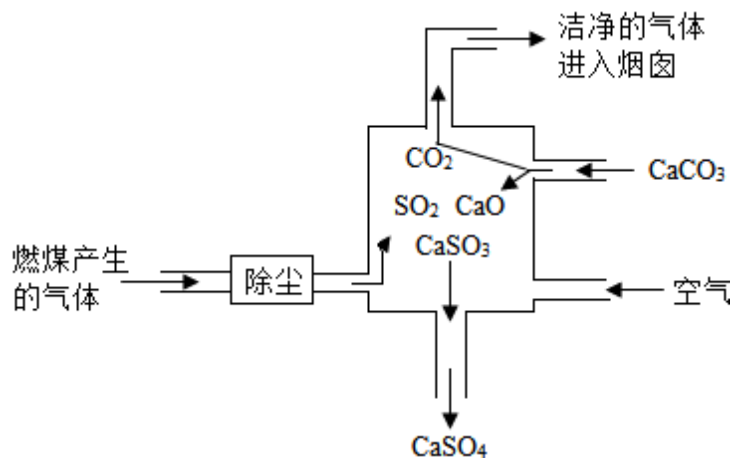 洁净的气体
进入烟囱
CO₂
CaCO₃
SO₂ CaO
CaSO₃
燃煤产生
的气体
除尘
空气
CaSO₄